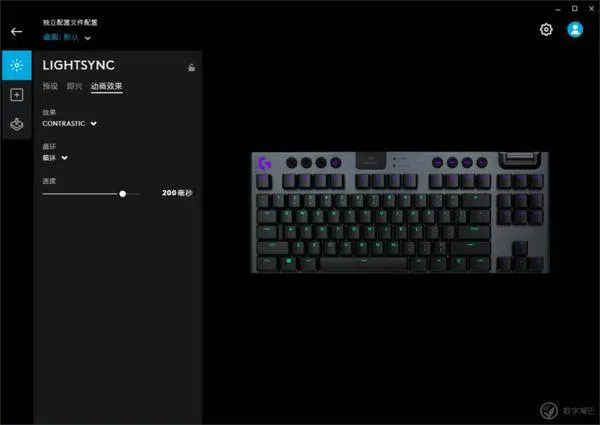 独立配置文件配置
桌面: 默认
LIGHTSYNC
预设 即兴 动画效果
效果
CONTRASTIC
循环
循环
速度
200 毫秒
数字尾巴